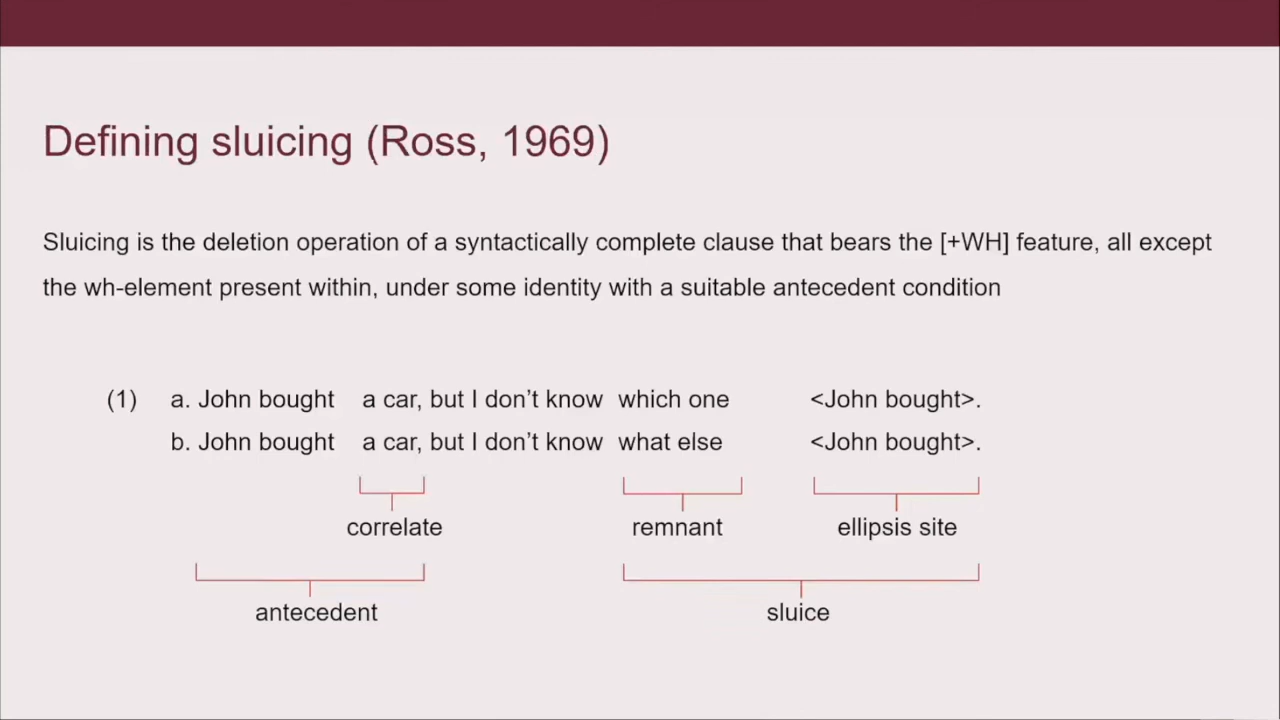 Defining sluicing (Ross, 1969)
Sluicing is the deletion operation of a syntactically complete clause that bears the [+WH] feature, all except
the wh-element present within, under some identity with a suitable antecedent condition
(1) a. John bought a car, but I don’t know which one <John bought>.
b. John bought a car, but I don’t know what else <John bought>.
correlate remnant ellipsis site
antecedent sluice